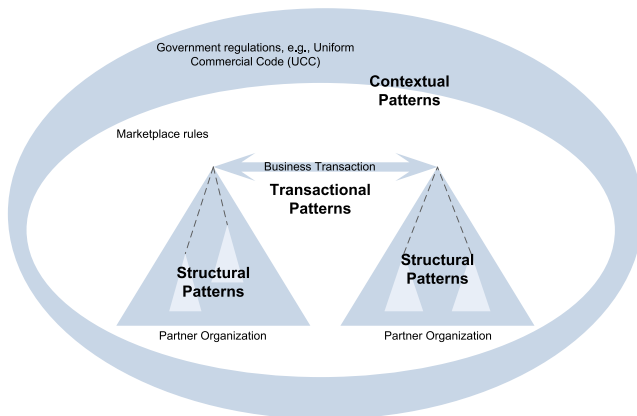 Government regulations, e.g., Uniform
Commercial Code (UCC)
Contextual
Patterns
Marketplace rules
Business Transaction
Transactional
Patterns
Structural
Patterns
Structural
Patterns
Partner Organization
Partner Organization